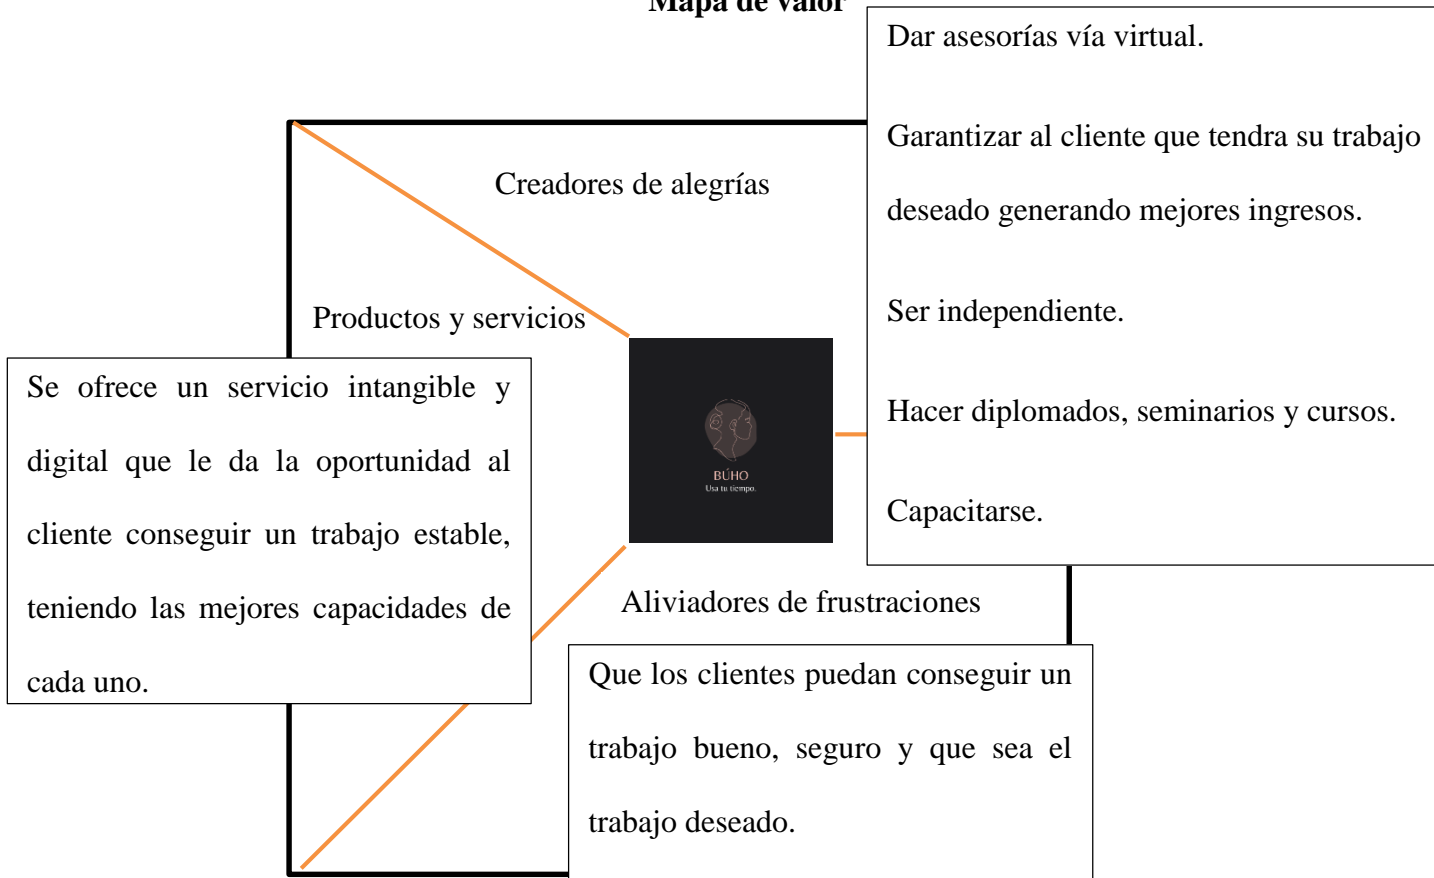 Mapa de valor
Dar asesorías vía virtual.
Garantizar al cliente que tendra su trabajo
deseado generando mejores ingresos.
Ser independiente.
Hacer diplomados, seminarios y cursos.
Capacitarse.
Creadores de alegrías
Productos y servicios
Se ofrece un servicio intangible y
digital que le da la oportunidad al
cliente conseguir un trabajo estable,
teniendo las mejores capacidades de
cada uno.
BÚHO
Usa tu tiempo.
Aliviadores de frustraciones
Que los clientes puedan conseguir un
trabajo bueno, seguro y que sea el
trabajo deseado.